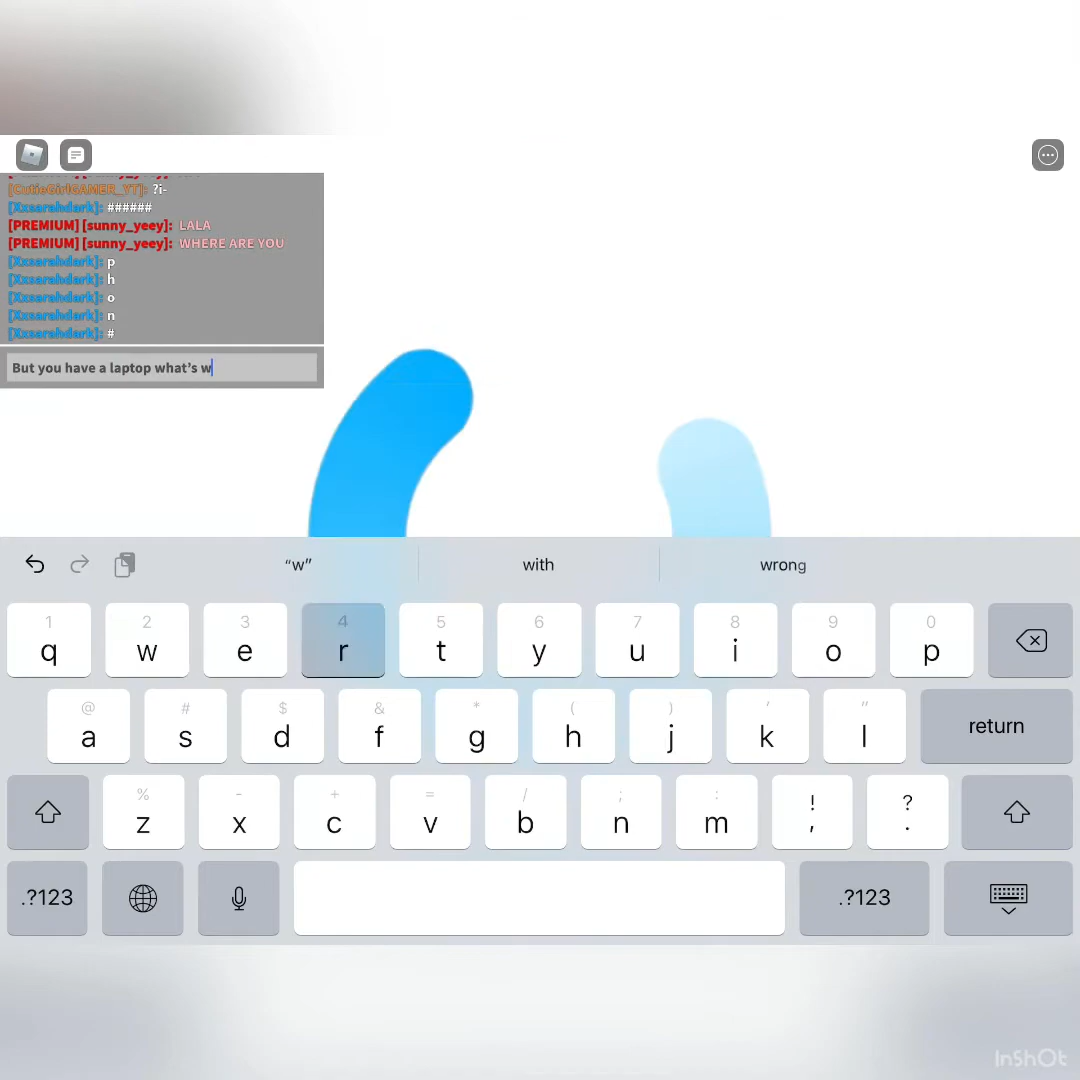 [CutieGirlGAMER_YT]: ?i-
[Xxsarahdark]: ######
[PREMIUM] [sunny_yeey]: LALA
[PREMIUM] [sunny_yeey]: WHERE ARE YOU
[Xxsarahdark]: p
[Xxsarahdark]: h
[Xxsarahdark]: o
[Xxsarahdark]: n
[Xxsarahdark]: #
But you have a laptop what’s w
“w” with wrong
1 2 3 4 5 6 7 8 9 0
q w e r t y u i o p
@ # $ & * ( ) ' "
a s d f g h j k l return
% - + = / ; : ! ?
z x c v b n m , .
.?123 .?123
InShOt